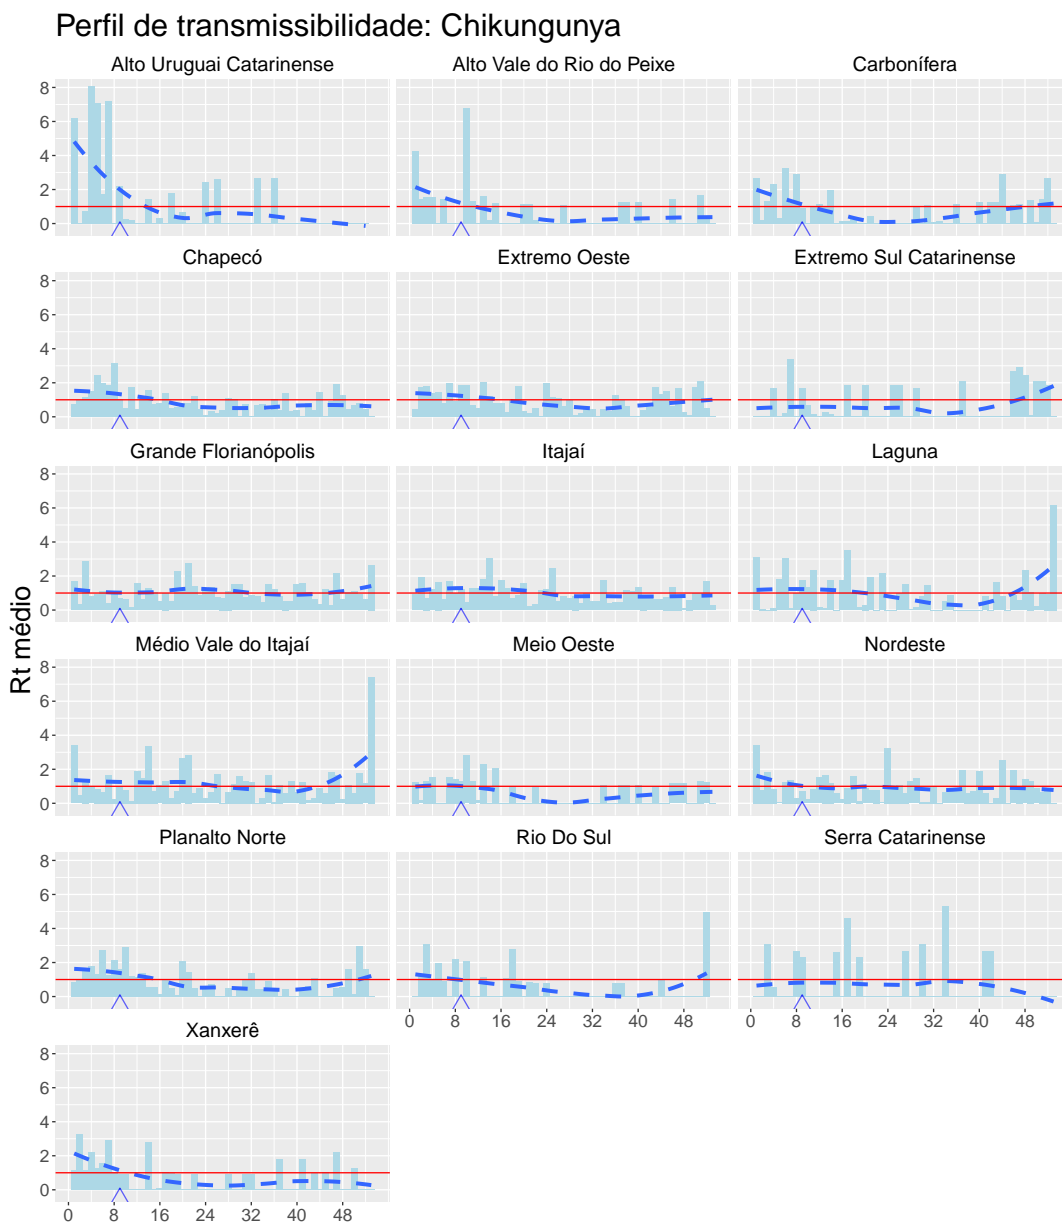 Perfil de transmissibilidade: Chikungunya
Alto Uruguai Catarinense
Alto Vale do Rio do Peixe
Carbonífera
8
6
4
2
0
Chapecó
Extremo Oeste
Extremo Sul Catarinense
8
6
4
2
0
Grande Florianópolis
Itajaí
Laguna
8
6
4
2
0
Rt médio
Médio Vale do Itajaí
Meio Oeste
Nordeste
8
6
4
2
0
Planalto Norte
Rio Do Sul
Serra Catarinense
8
6
4
2
0
0 8 16 24 32 40 48
0 8 16 24 32 40 48
Xanxerê
8
6
4
2
0
0 8 16 24 32 40 48